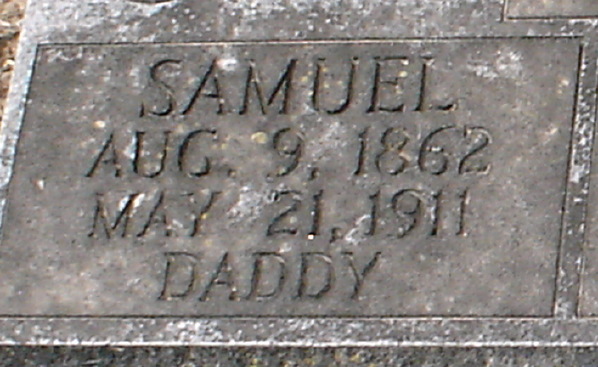 SAMUEL
AUG. 9, 1862
MAY 21, 1911
DADDY